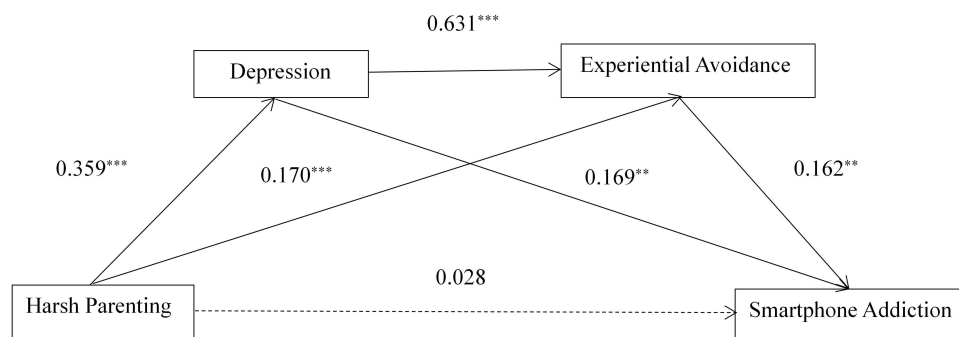 0.631***
Depression
Experiential Avoidance
0.359***
0.170***
0.169**
0.162**
0.028
Harsh Parenting
Smartphone Addiction